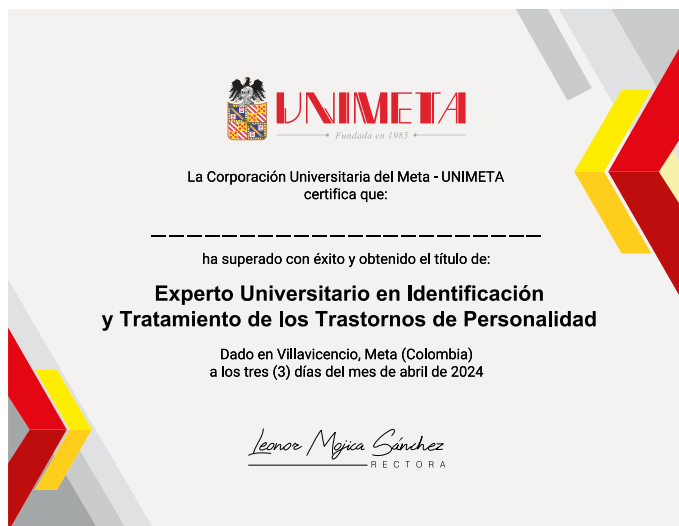 UNIMETA
Fundada en 1985
La Corporación Universitaria del Meta - UNIMETA
certifica que:
ha superado con éxito y obtenido el título de:
Experto Universitario en Identificación
y Tratamiento de los Trastornos de Personalidad
Dado en Villavicencio, Meta (Colombia)
a los tres (3) días del mes de abril de 2024
Leonor Mojica Sánchez
RECTORA